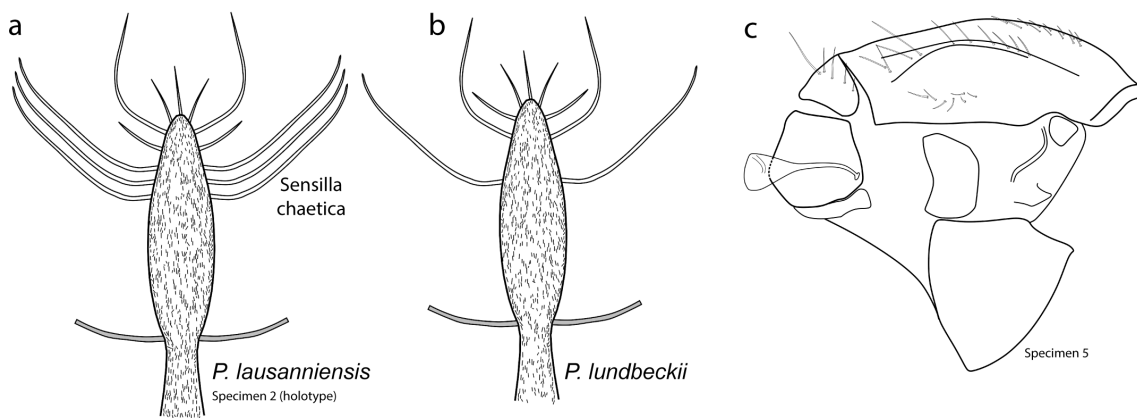 a
b
c
Sensilla
chaetica
P. lausanniensis
Specimen 2 (holotype)
P. lundbeckii
Specimen 5